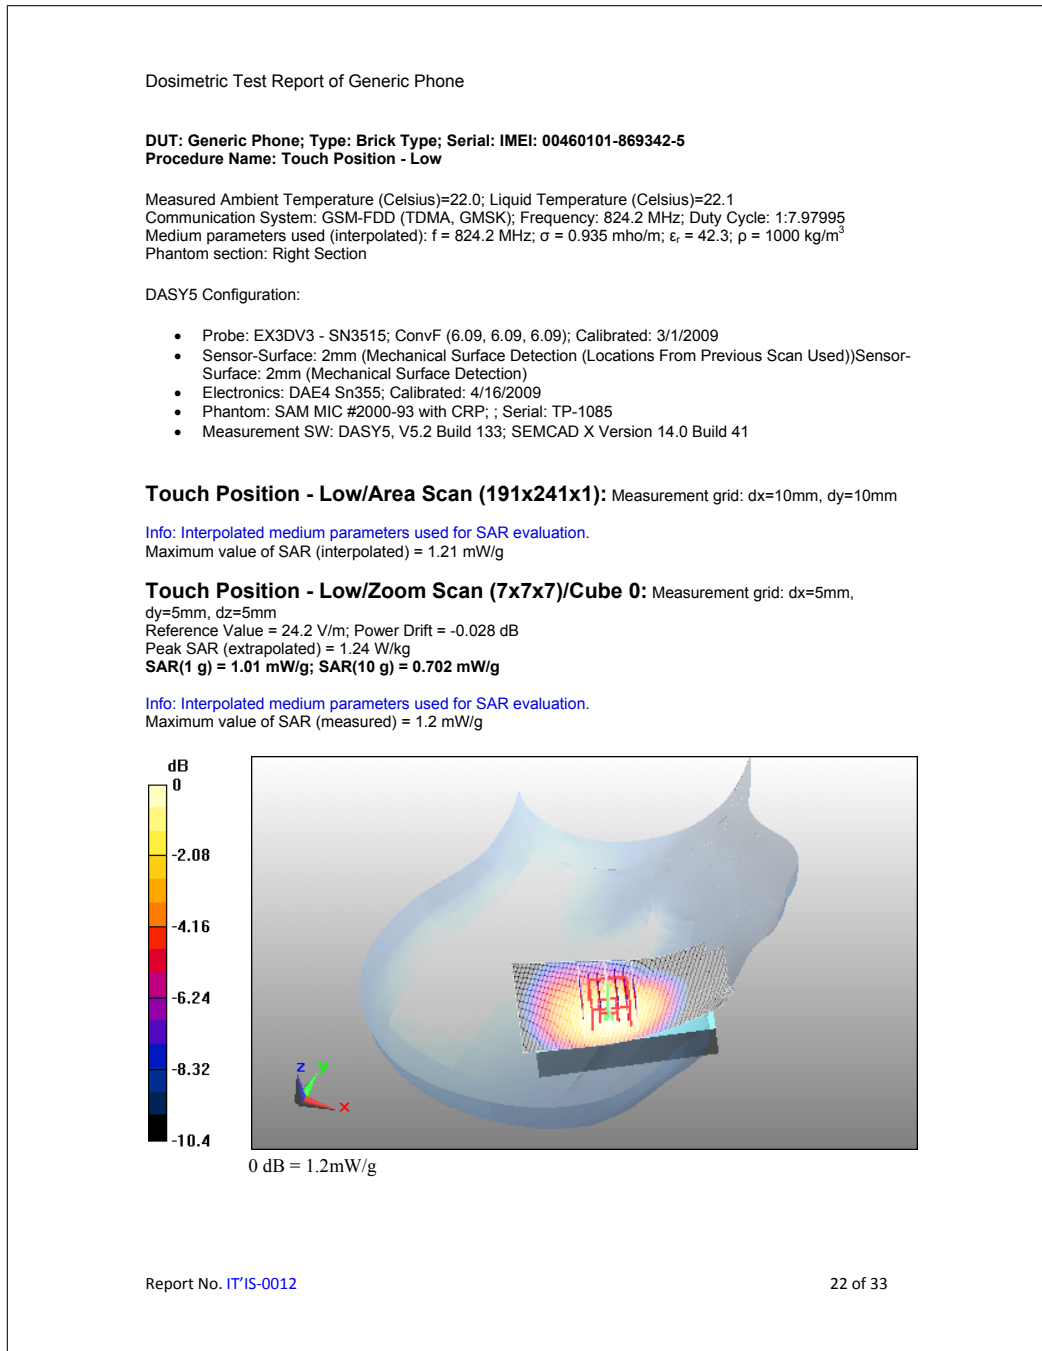 Dosimetric Test Report of Generic Phone
DUT: Generic Phone; Type: Brick Type; Serial: IMEI: 00460101-869342-5
Procedure Name: Touch Position - Low
Measured Ambient Temperature (Celsius)=22.0; Liquid Temperature (Celsius)=22.1
Communication System: GSM-FDD (TDMA, GMSK); Frequency: 824.2 MHz; Duty Cycle: 1:7.97995
Medium parameters used (interpolated): f = 824.2 MHz; σ = 0.935 mho/m; εr = 42.3; ρ = 1000 kg/m³
Phantom section: Right Section
DASY5 Configuration:
• Probe: EX3DV3 - SN3515; ConvF (6.09, 6.09, 6.09); Calibrated: 3/1/2009
• Sensor-Surface: 2mm (Mechanical Surface Detection (Locations From Previous Scan Used))Sensor-
Surface: 2mm (Mechanical Surface Detection)
• Electronics: DAE4 Sn355; Calibrated: 4/16/2009
• Phantom: SAM MIC #2000-93 with CRP; ; Serial: TP-1085
• Measurement SW: DASY5, V5.2 Build 133; SEMCAD X Version 14.0 Build 41
Touch Position - Low/Area Scan (191x241x1): Measurement grid: dx=10mm, dy=10mm
Info: Interpolated medium parameters used for SAR evaluation.
Maximum value of SAR (interpolated) = 1.21 mW/g
Touch Position - Low/Zoom Scan (7x7x7)/Cube 0: Measurement grid: dx=5mm,
dy=5mm, dz=5mm
Reference Value = 24.2 V/m; Power Drift = -0.028 dB
Peak SAR (extrapolated) = 1.24 W/kg
SAR(1 g) = 1.01 mW/g; SAR(10 g) = 0.702 mW/g
Info: Interpolated medium parameters used for SAR evaluation.
Maximum value of SAR (measured) = 1.2 mW/g
dB
0
-2.08
-4.16
-6.24
-8.32
-10.4
z y
x
0 dB = 1.2mW/g
Report No. IT'IS-0012 22 of 33